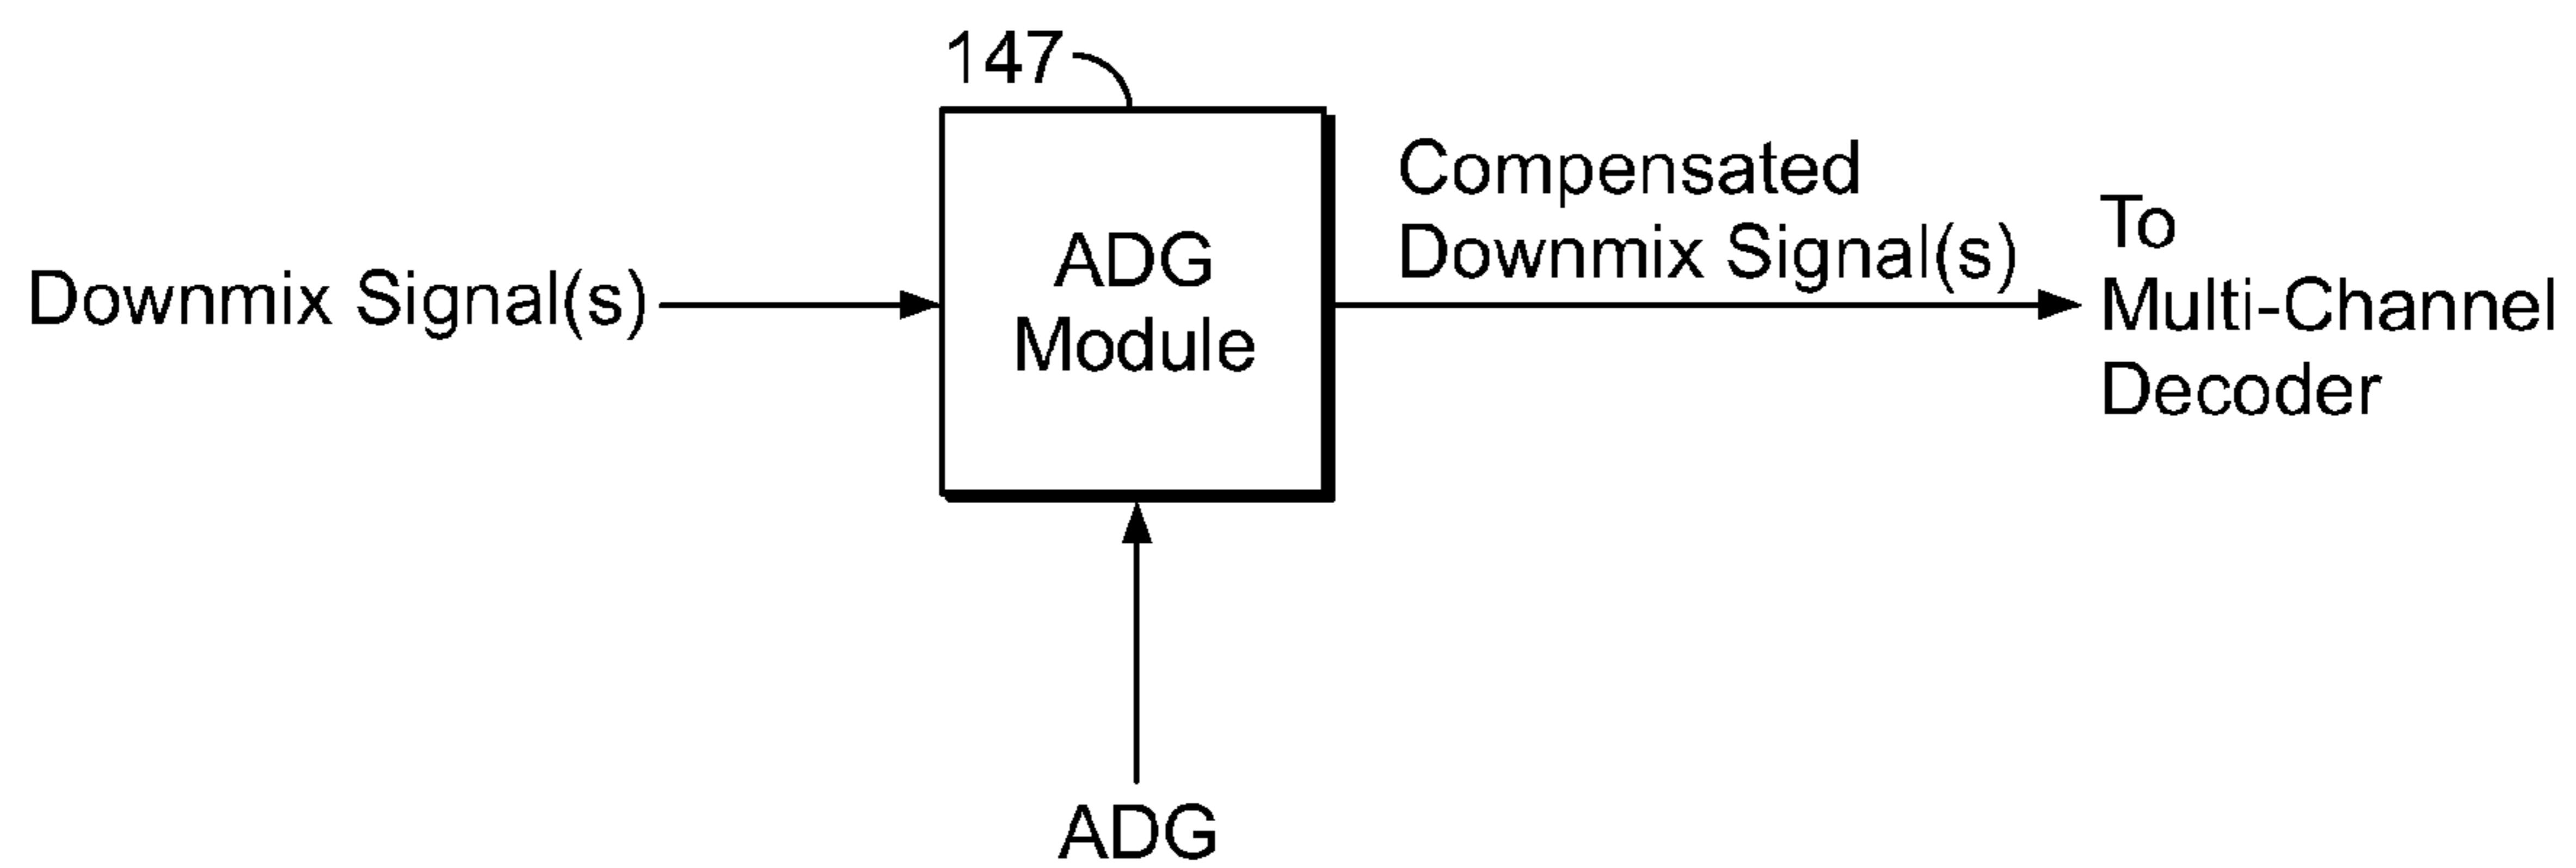 147
Downmix Signal(s)
ADG
Module
Compensated
Downmix Signal(s)
To
Multi-Channel
Decoder
ADG